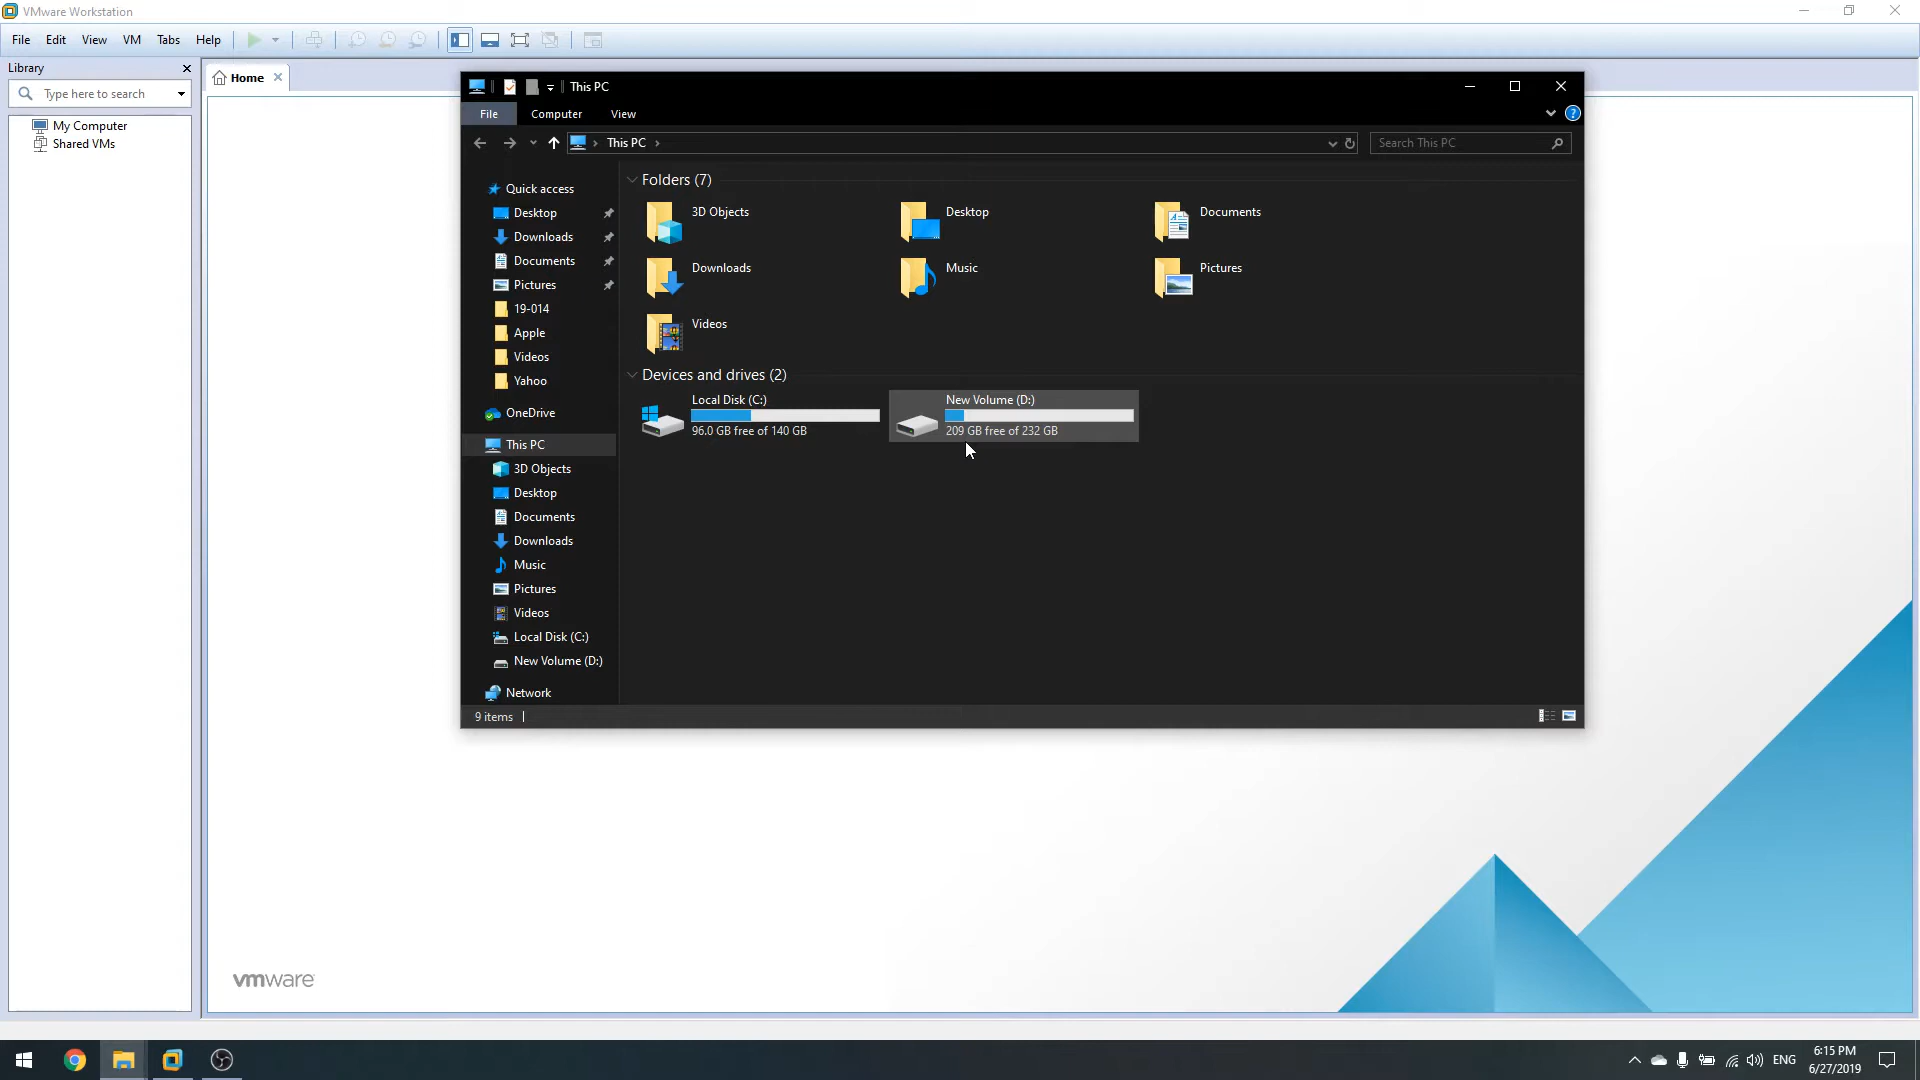 VMware Workstation
File Edit View VM Tabs Help
Library
Type here to search
My Computer
Shared VMs
Home
This PC
File Computer View
This PC
Search This PC
Quick access
Desktop
Downloads
Documents
Pictures
19-014
Apple
Videos
Yahoo
OneDrive
This PC
3D Objects
Desktop
Documents
Downloads
Music
Pictures
Videos
Local Disk (C:)
New Volume (D:)
Network
Folders (7)
3D Objects
Desktop
Documents
Downloads
Music
Pictures
Videos
Devices and drives (2)
Local Disk (C:)
96.0 GB free of 140 GB
New Volume (D:)
209 GB free of 232 GB
9 items
vmware
ENG
6:15 PM
6/27/2019